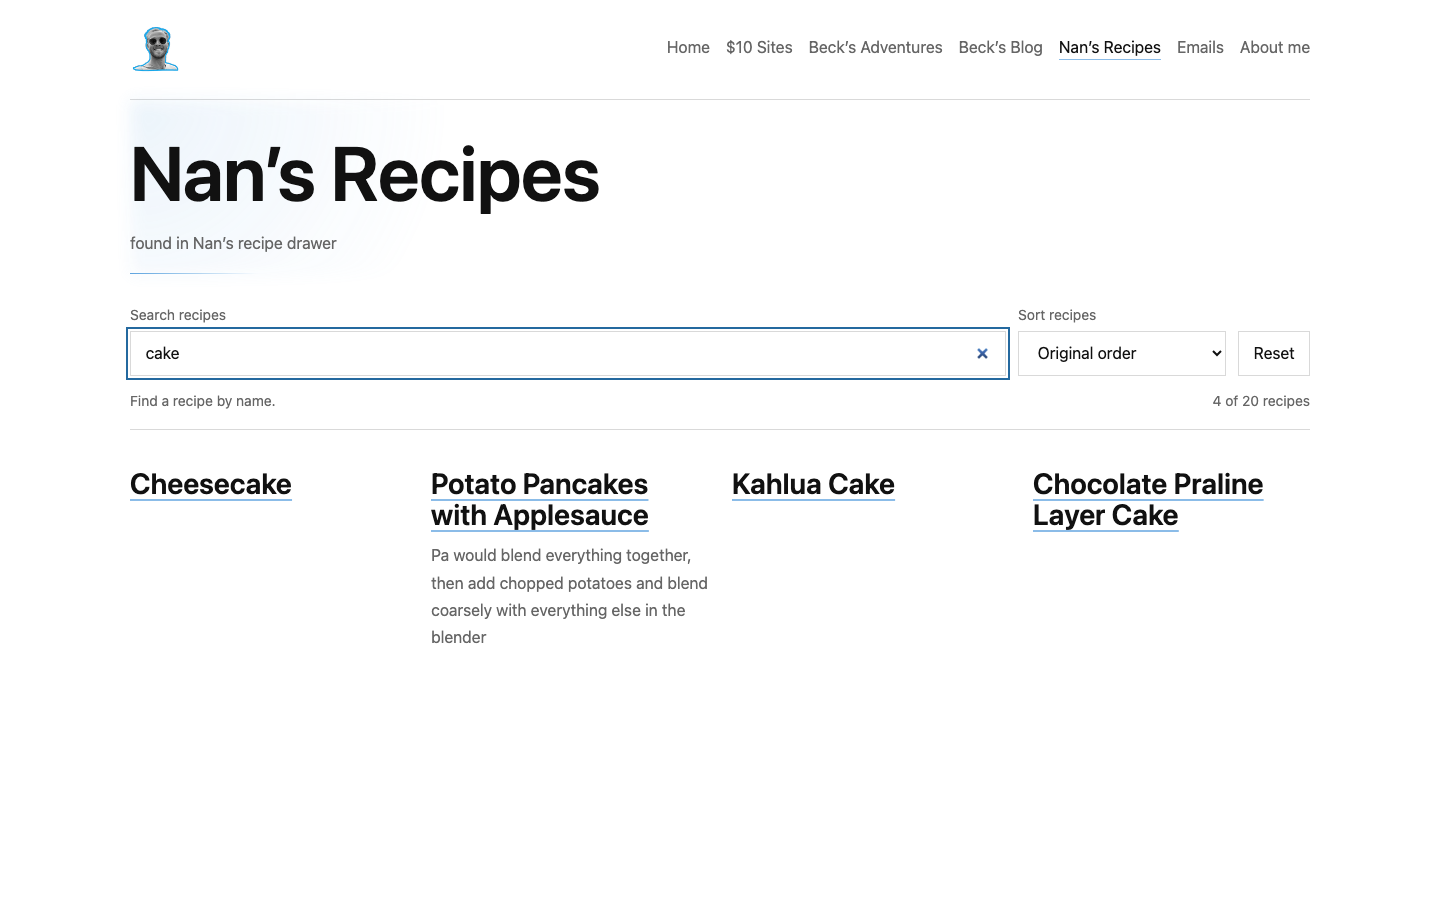 Home $10 Sites Beck’s Adventures Beck’s Blog Nan’s Recipes Emails About me
Nan’s Recipes
found in Nan’s recipe drawer
Search recipes
Sort recipes
cake
Original order
Reset
Find a recipe by name.
4 of 20 recipes
Cheesecake
Potato Pancakes
with Applesauce
Pa would blend everything together,
then add chopped potatoes and blend
coarsely with everything else in the
blender
Kahlua Cake
Chocolate Praline
Layer Cake